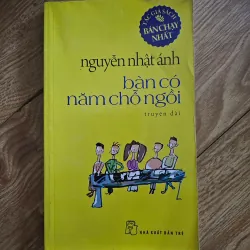 TÁC GIẢ SÁCH
BÁN CHẠY
NHẤT
nguyễn nhật ánh
bàn có
năm chỗ ngồi
truyện dài
NHÀ XUẤT BẢN TRẺ